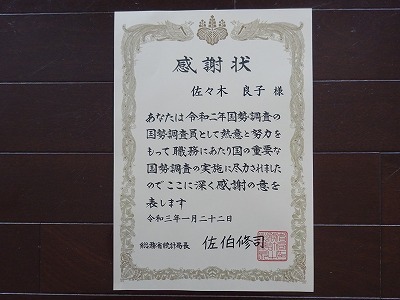 感謝状
佐々木 良子 様
あなたは令和二年国勢調査の
国勢調査員として熱意と努力を
もって職務にあたり国の重要な
国勢調査の実施に尽力されました
のでここに深く感謝の意を
表します
令和三年一月二十二日
総務省統計局長 佐伯修司